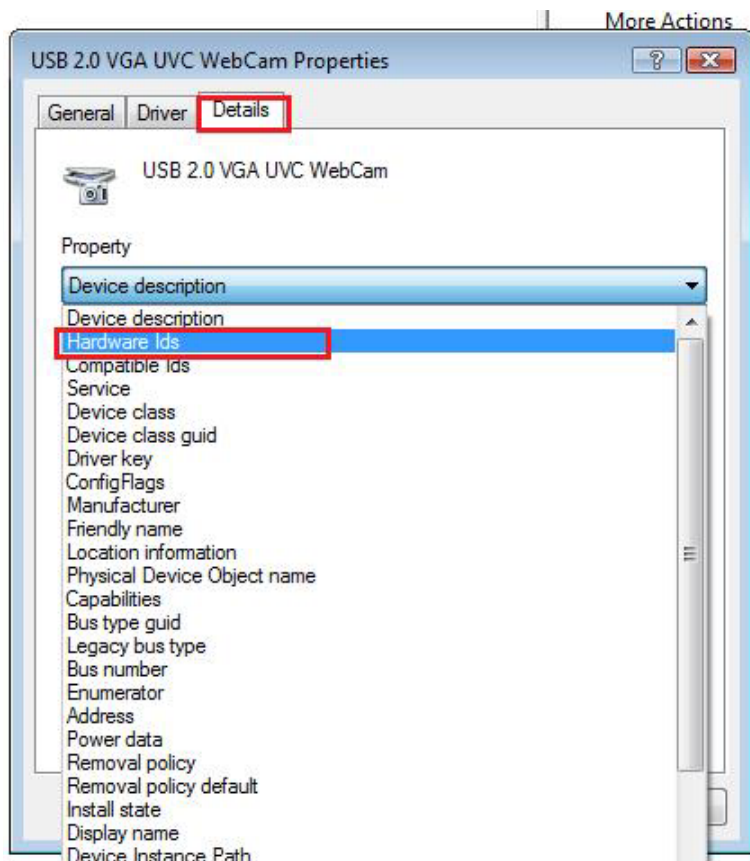 More Actions
USB 2.0 VGA UVC WebCam Properties
General Driver Details
USB 2.0 VGA UVC WebCam
Property
Device description
Device description
Hardware Ids
Compatible Ids
Service
Device class
Device class guid
Driver key
ConfigFlags
Manufacturer
Friendly name
Location information
Physical Device Object name
Capabilities
Bus type guid
Legacy bus type
Bus number
Enumerator
Address
Power data
Removal policy
Removal policy default
Install state
Display name
Device Instance Path